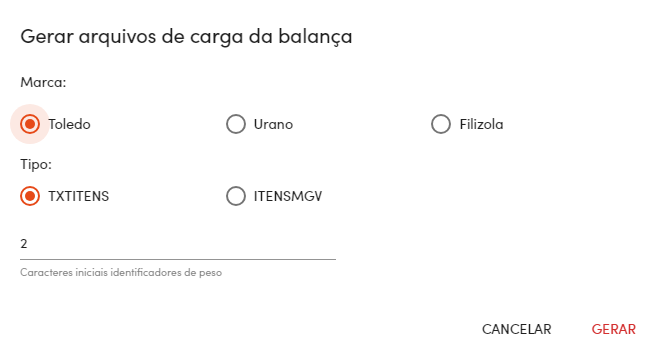 Gerar arquivos de carga da balança
Marca:
Toledo Urano Filizola
Tipo:
TXTITENS ITENSMGV
2
Caracteres iniciais identificadores de peso
CANCELAR GERAR